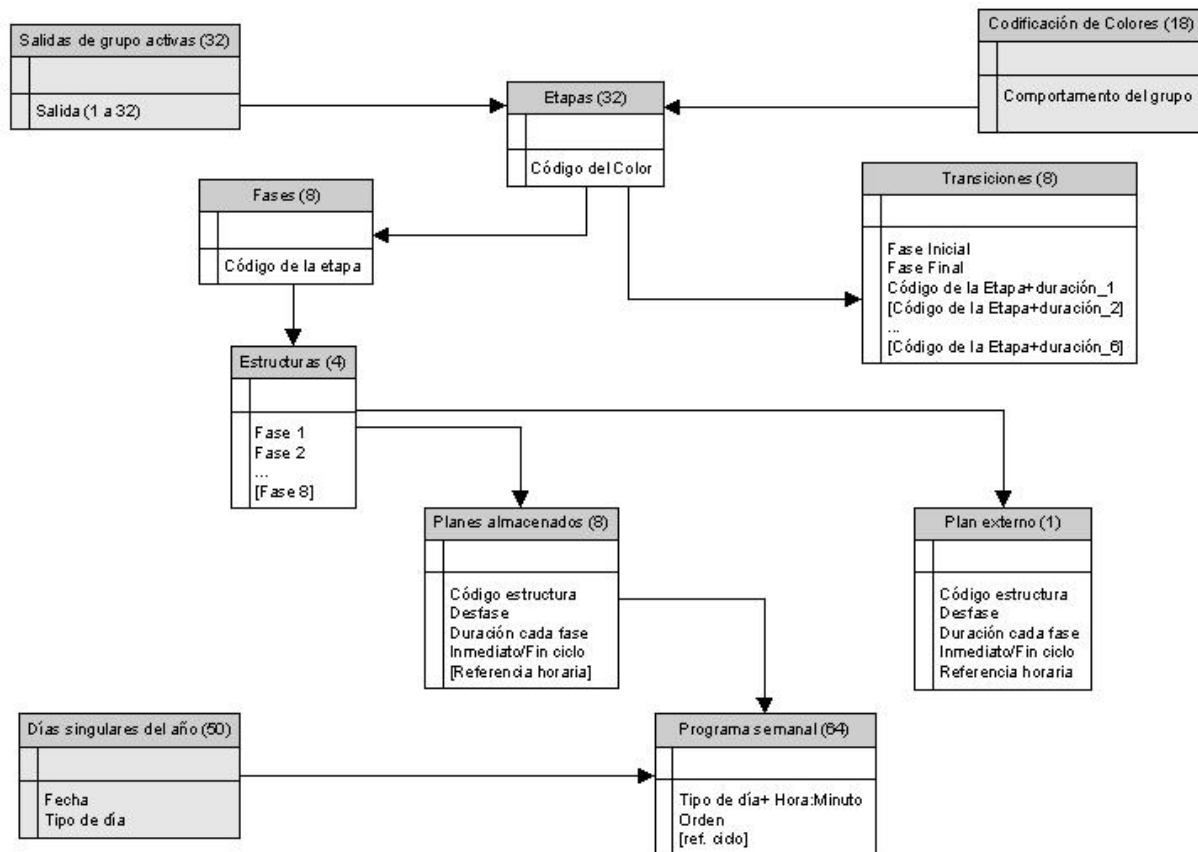 Salidas de grupo activas (32)
Salida (1 a 32)
Codificación de Colores (18)
Comportamento del grupo
Etapas (32)
Código del Color
Fases (8)
Código de la etapa
Transiciones (8)
Fase Inicial
Fase Final
Código de la Etapa+duración_1
[Código de la Etapa+duración_2]
...
[Código de la Etapa+duración_6]
Estructuras (4)
Fase 1
Fase 2
...
[Fase 8]
Planes almacenados (8)
Código estructura
Desfase
Duración cada fase
Inmediato/Fin ciclo
[Referencia horaria]
Plan externo (1)
Código estructura
Desfase
Duración cada fase
Inmediato/Fin ciclo
Referencia horaria
Días singulares del año (50)
Fecha
Tipo de día
Programa semanal (64)
Tipo de día+ Hora:Minuto
Orden
[ref. ciclo]